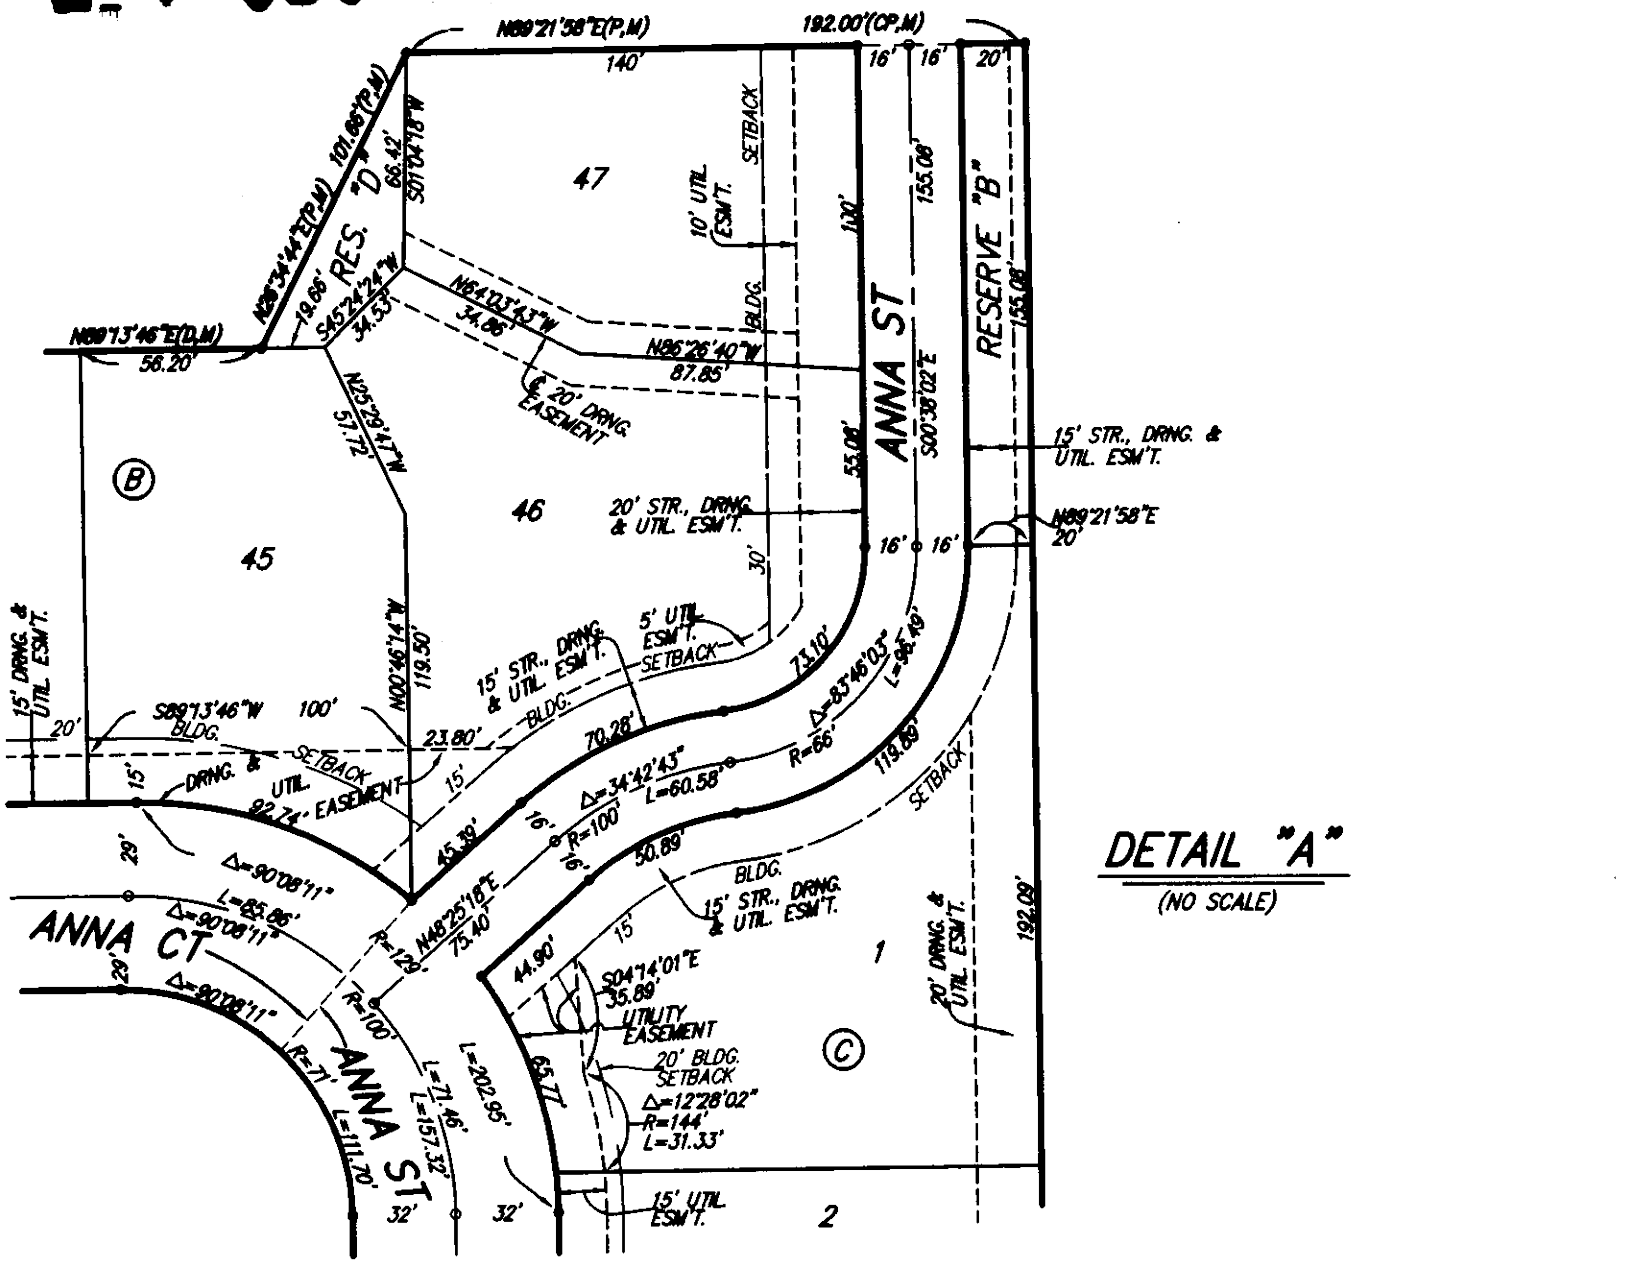 N89°21'58"E(P,M)
192.00'(CP,M)
140'
16'
16'
20'
101.66'(P,M)
N26°34'44"E(P,M)
RES. "D"
66.42'
S01°04'18"W
47
SETBACK
BLDG.
10' UTIL.
ESM'T.
100'
155.08'
RESERVE "B"
155.08'
19.66'
S45°24'24"W
34.53'
N64°03'43"W
34.86'
N86°26'40"W
87.85'
℄ 20' DRNG.
EASEMENT
N89°13'46"E(D,M)
56.20'
N25°29'47"W
57.72'
ANNA ST
S00°38'02"E
55.08'
15' STR., DRNG. &
UTIL. ESM'T.
B
45
46
20' STR., DRNG.
& UTIL. ESM'T.
N89°21'58"E
20'
16'
16'
30'
15' DRNG. &
UTIL. ESM'T.
N00°46'14"W
119.50'
15' STR., DRNG.
& UTIL. ESM'T.
5' UTIL.
ESM'T.
SETBACK
BLDG.
73.10'
Δ=83°46'03"
L=96.49'
R=66'
119.89'
20'
S89°13'46"W
100'
BLDG.
SETBACK
23.80'
70.28'
15'
15'
DRNG. &
UTIL.
EASEMENT
92.74'
Δ=34°42'43"
L=60.58'
R=100'
SETBACK
BLDG.
45.39'
16'
16'
50.89'
29'
Δ=90°08'11"
L=85.86'
Δ=90°08'11"
ANNA CT
29'
Δ=90°08'11"
R=129'
N48°25'18"E
75.40'
R=100'
R=71'
15' STR., DRNG.
& UTIL. ESM'T.
15'
44.90'
S04°14'01"E
35.89'
UTILITY
EASEMENT
1
C
20' DRNG. &
UTIL. ESM'T.
192.09'
DETAIL "A"
(NO SCALE)
20' BLDG.
SETBACK
Δ=12°28'02"
R=144'
L=31.33'
65.77'
L=202.95'
L=71.46'
L=157.32'
ANNA ST
L=111.70'
32'
32'
15' UTIL.
ESM'T.
2